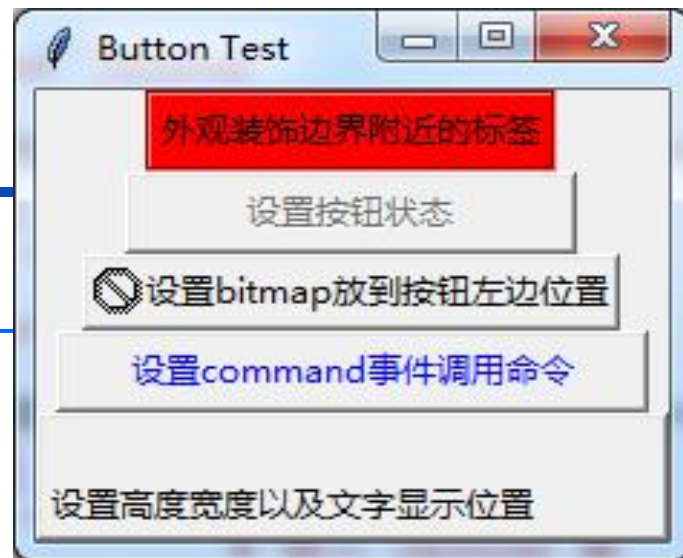 Button Test
外观装饰边界附近的标签
设置按钮状态
设置bitmap放到按钮左边位置
设置command事件调用命令
设置高度宽度以及文字显示位置